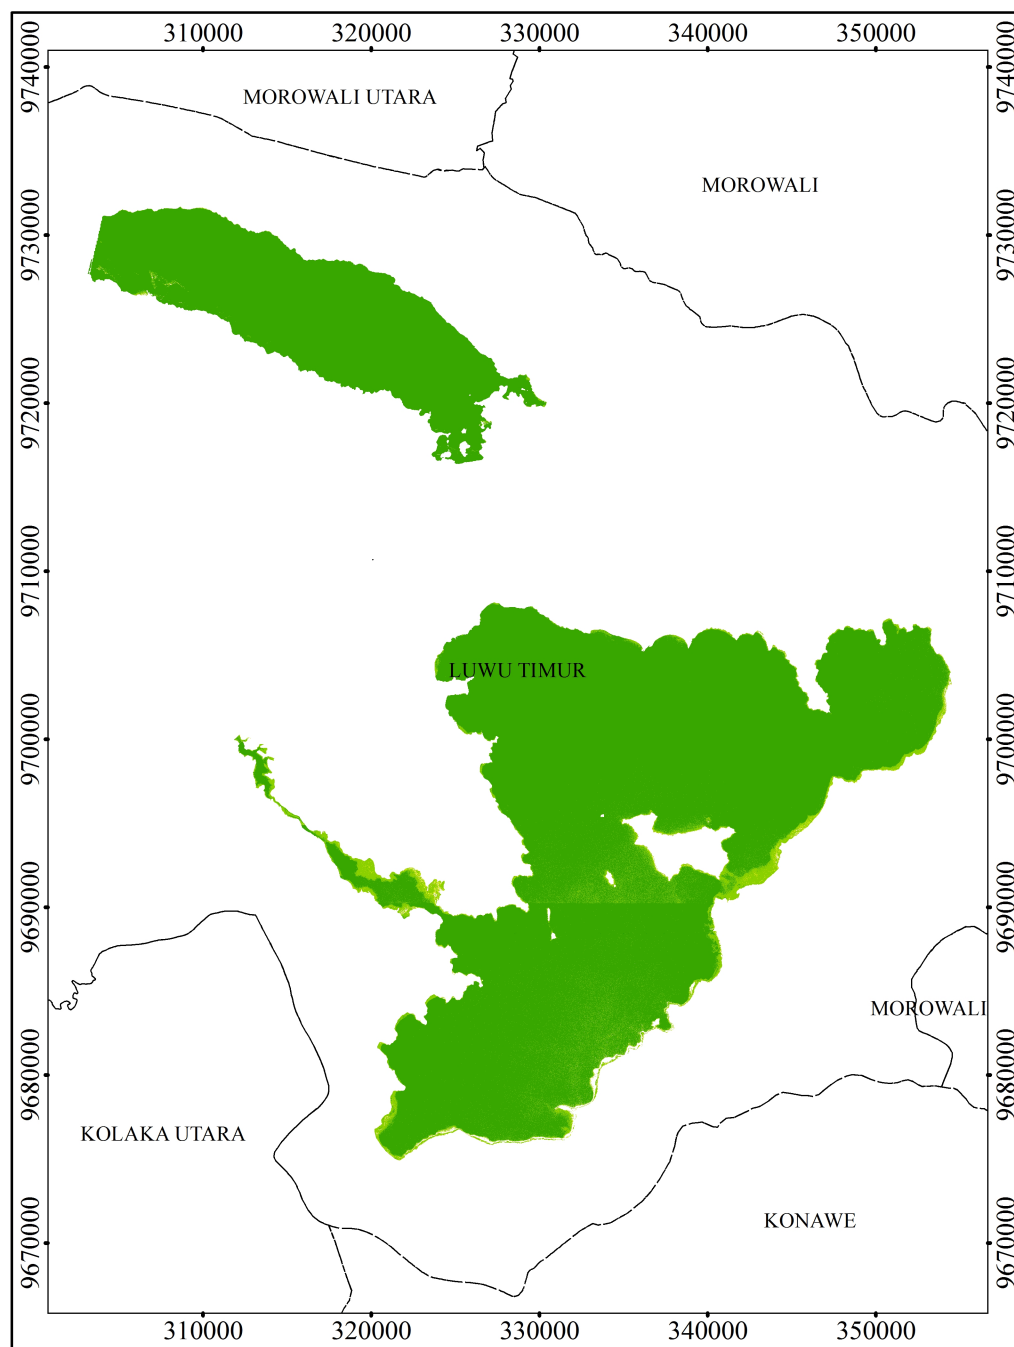 310000 320000 330000 340000 350000
9740000 9740000
MOROWALI UTARA
MOROWALI
9730000 9730000
9720000 9720000
9710000 9710000
LUWU TIMUR
9700000 9700000
9690000 9690000
MOROWALI
9680000 9680000
KOLAKA UTARA
KONAWE
9670000 9670000
310000 320000 330000 340000 350000